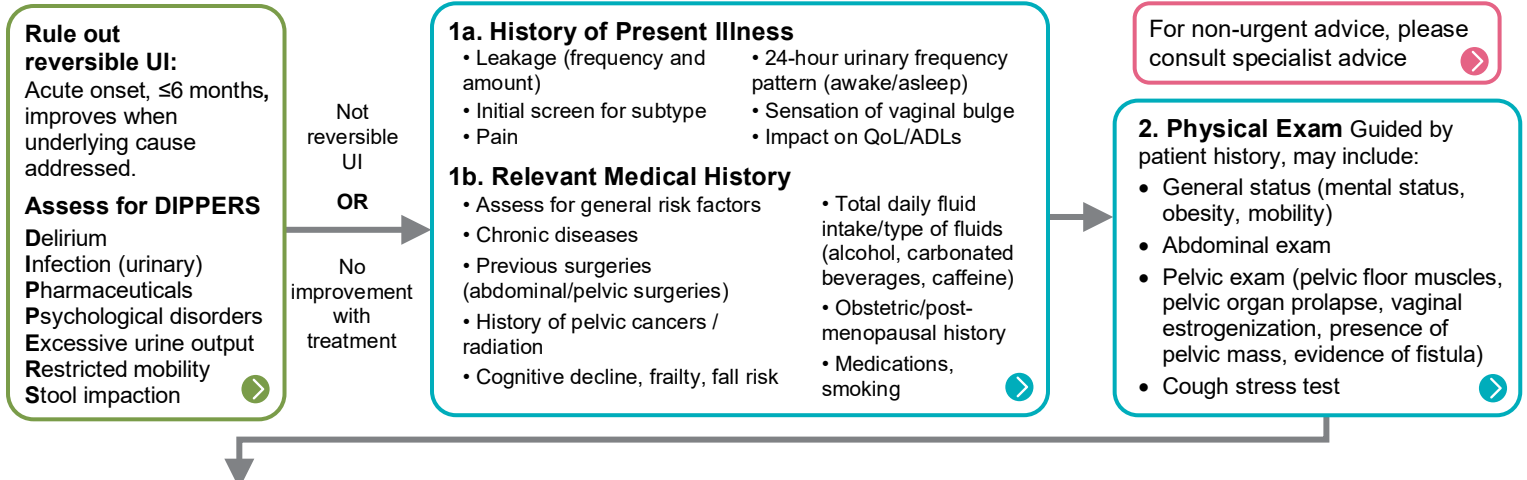 Rule out
reversible UI:
Acute onset, ≤6 months,
improves when
underlying cause
addressed.
Assess for DIPPERS
Delirium
Infection (urinary)
Pharmaceuticals
Psychological disorders
Excessive urine output
Restricted mobility
Stool impaction
Not
reversible
UI
OR
No
improvement
with
treatment
1a. History of Present Illness
• Leakage (frequency and
amount)
• Initial screen for subtype
• Pain
• 24-hour urinary frequency
pattern (awake/asleep)
• Sensation of vaginal bulge
• Impact on QoL/ADLs
1b. Relevant Medical History
• Assess for general risk factors
• Chronic diseases
• Previous surgeries
(abdominal/pelvic surgeries)
• History of pelvic cancers /
radiation
• Cognitive decline, frailty, fall risk
• Total daily fluid
intake/type of fluids
(alcohol, carbonated
beverages, caffeine)
• Obstetric/post-
menopausal history
• Medications,
smoking
For non-urgent advice, please
consult specialist advice
2. Physical Exam Guided by
patient history, may include:
• General status (mental status,
obesity, mobility)
• Abdominal exam
• Pelvic exam (pelvic floor muscles,
pelvic organ prolapse, vaginal
estrogenization, presence of
pelvic mass, evidence of fistula)
• Cough stress test